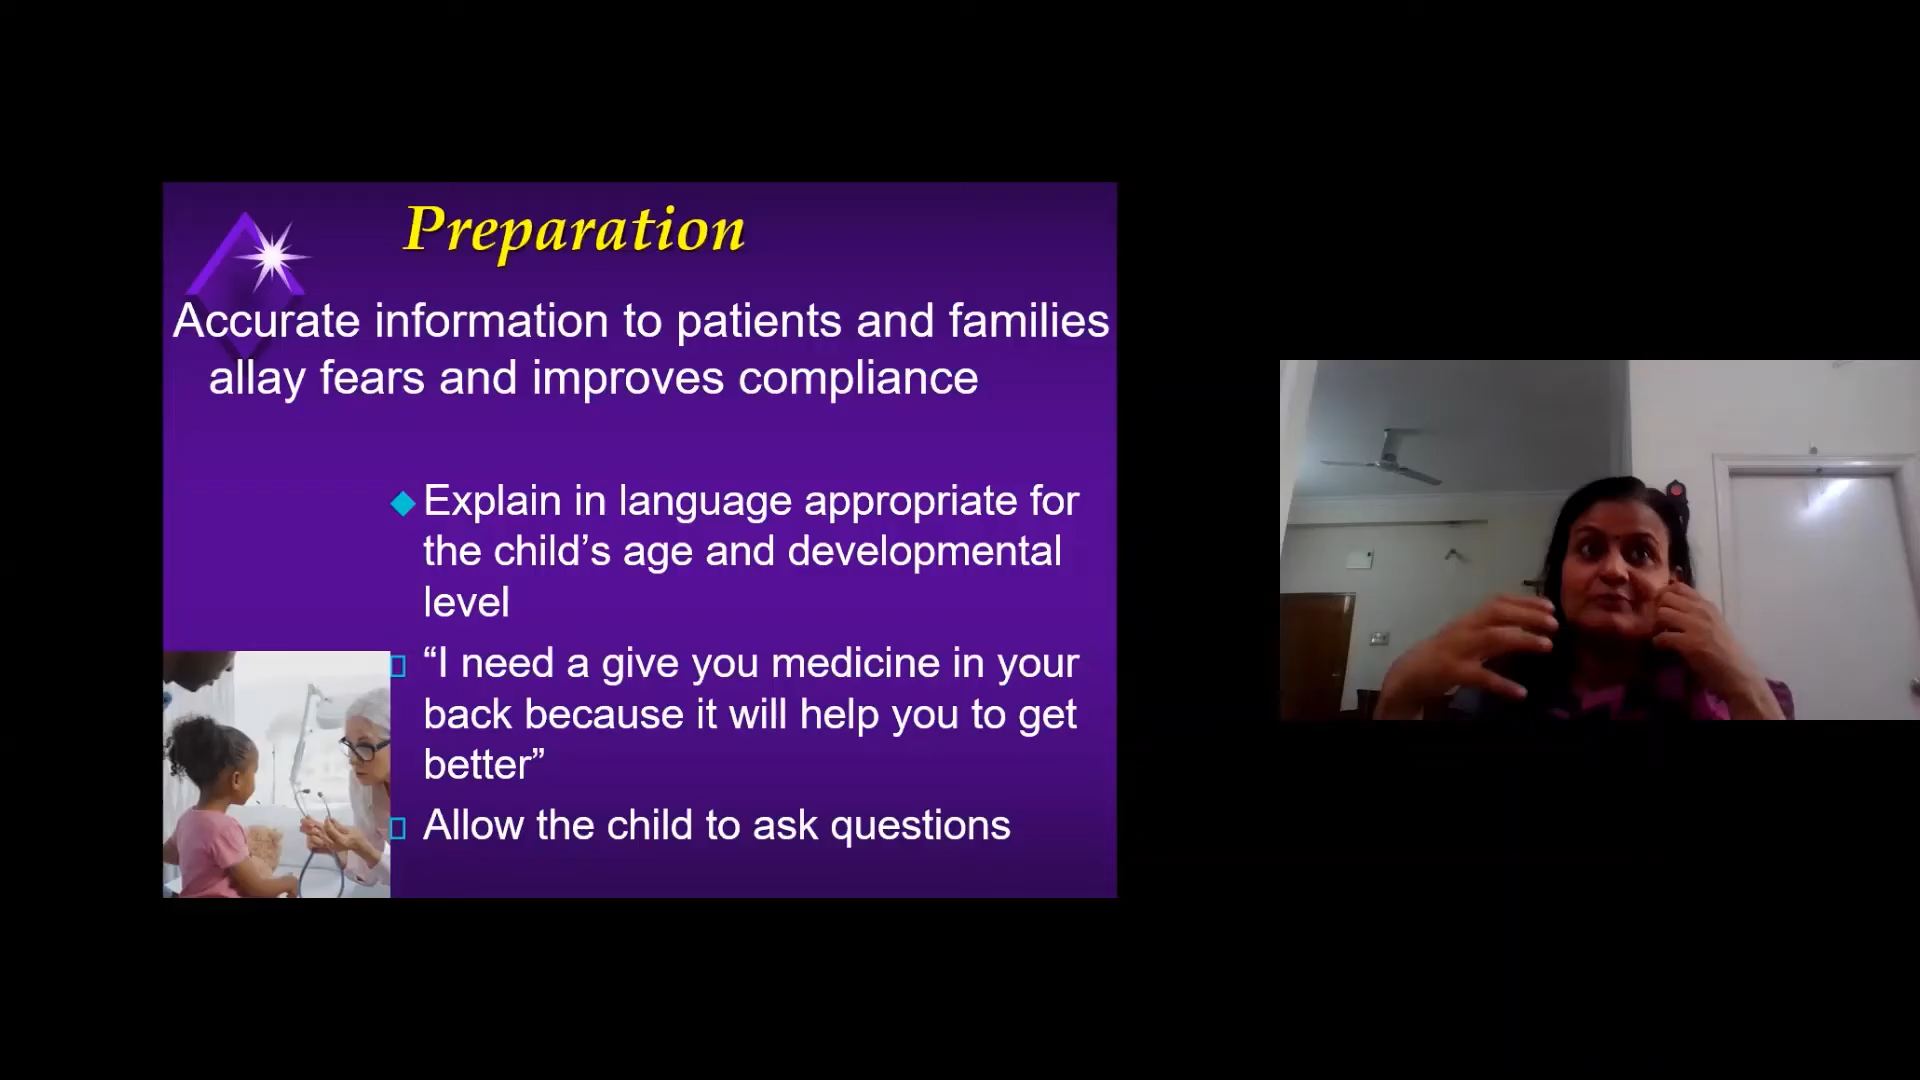 Preparation
Accurate information to patients and families
allay fears and improves compliance
Explain in language appropriate for
the child’s age and developmental
level
“I need a give you medicine in your
back because it will help you to get
better”
Allow the child to ask questions